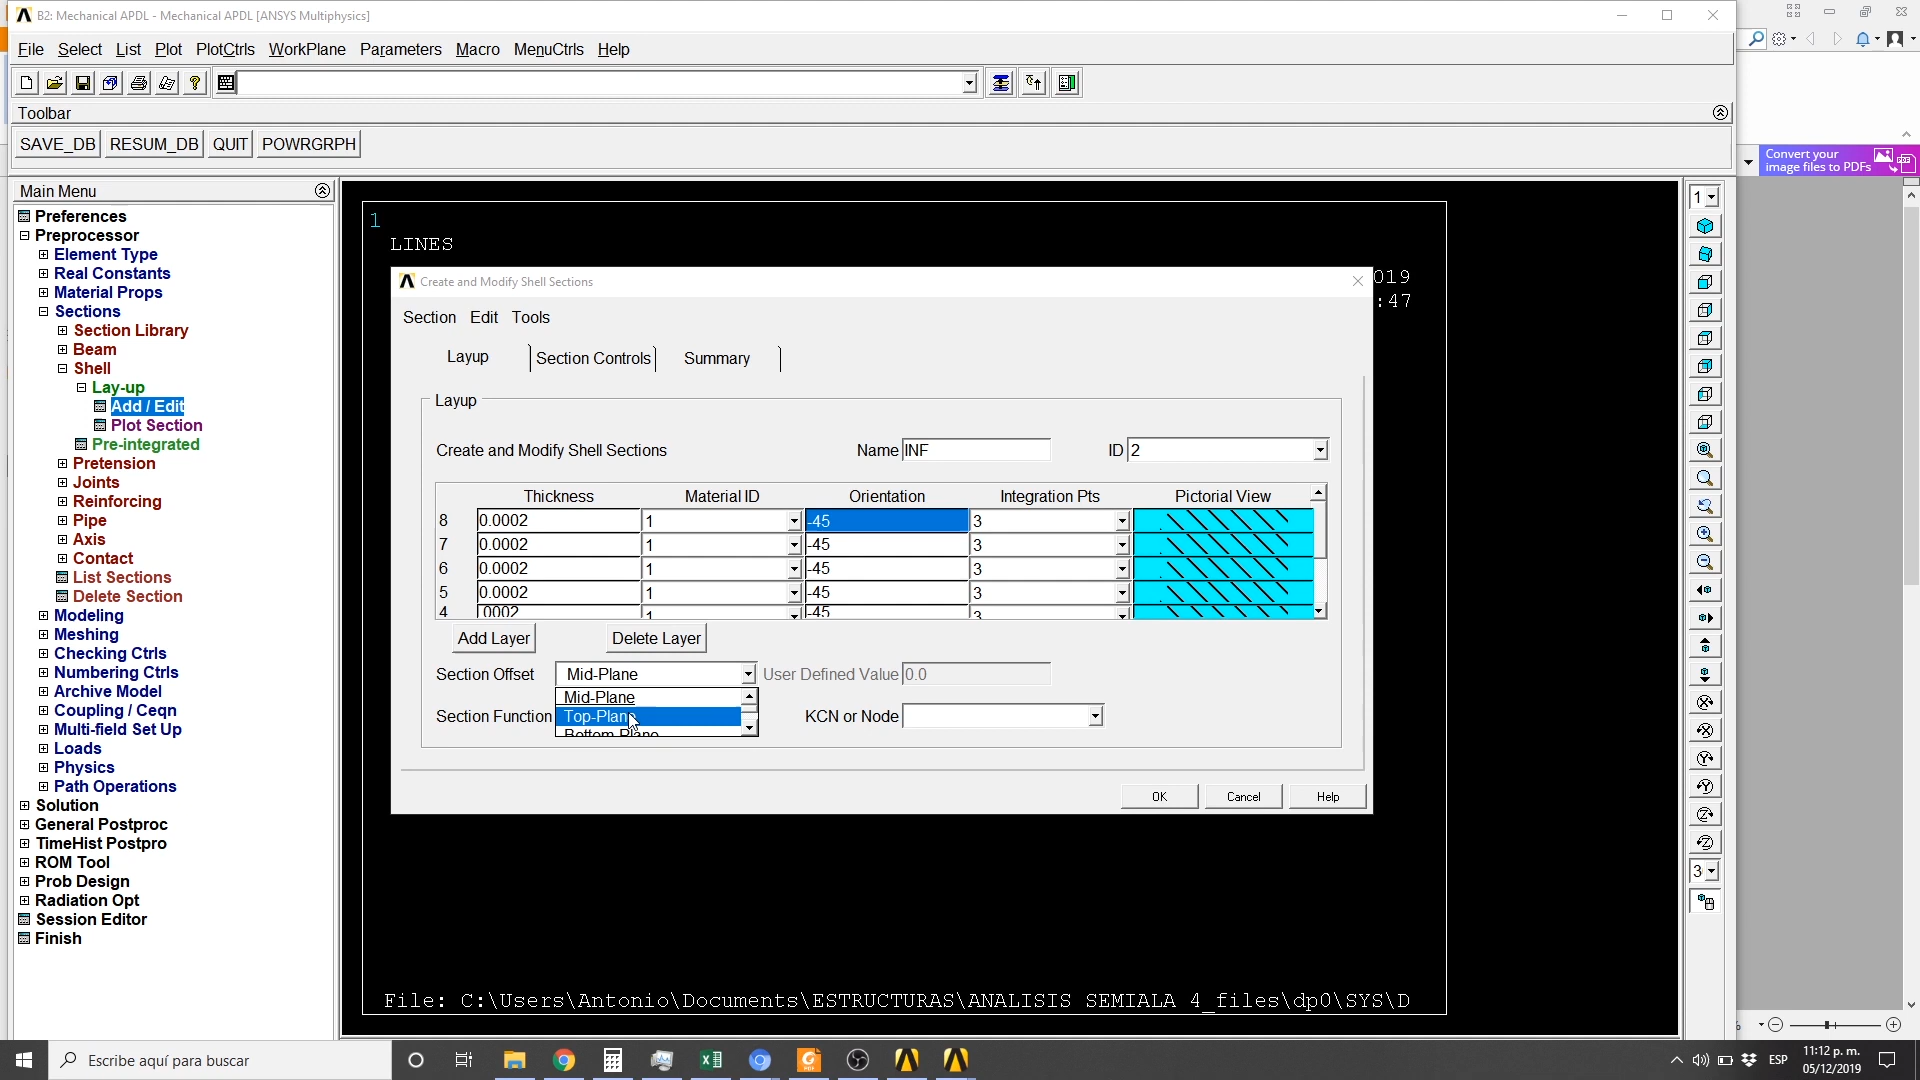 B2: Mechanical APDL - Mechanical APDL [ANSYS Multiphysics]
File Select List Plot PlotCtrls WorkPlane Parameters Macro MenuCtrls Help
Toolbar
SAVE_DB RESUM_DB QUIT POWRGRPH
Convert your
image files to PDFs
Main Menu
Preferences
Preprocessor
Element Type
Real Constants
Material Props
Sections
Section Library
Beam
Shell
Lay-up
Add / Edit
Plot Section
Pre-integrated
Pretension
Joints
Reinforcing
Pipe
Axis
Contact
List Sections
Delete Section
Modeling
Meshing
Checking Ctrls
Numbering Ctrls
Archive Model
Coupling / Ceqn
Multi-field Set Up
Loads
Physics
Path Operations
Solution
General Postproc
TimeHist Postpro
ROM Tool
Prob Design
Radiation Opt
Session Editor
Finish
1
LINES
019
:47
Create and Modify Shell Sections
Section Edit Tools
Layup Section Controls Summary
Layup
Create and Modify Shell Sections Name INF ID 2
Thickness Material ID Orientation Integration Pts Pictorial View
8 0.0002 1 -45 3
7 0.0002 1 -45 3
6 0.0002 1 -45 3
5 0.0002 1 -45 3
4 .0002 1 -45 3
Add Layer Delete Layer
Section Offset Mid-Plane User Defined Value 0.0
Mid-Plane
Section Function Top-Plane KCN or Node
Bottom-Plane
OK Cancel Help
File: C:\Users\Antonio\Documents\ESTRUCTURAS\ANALISIS SEMIALA 4_files\dp0\SYS\D
1
3
Escribe aquí para buscar
ESP
11:12 p. m.
05/12/2019